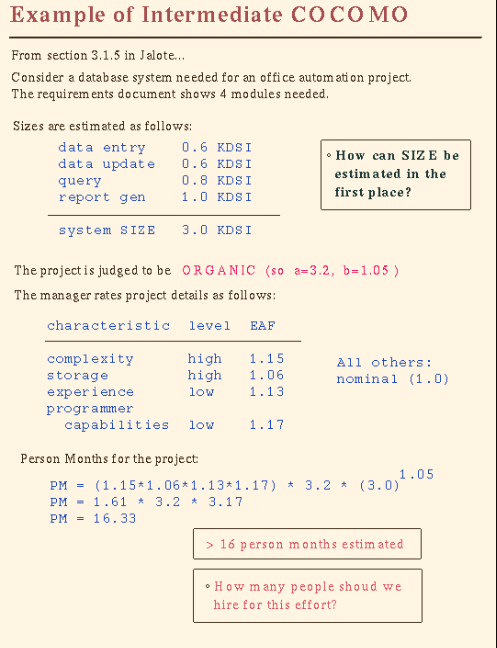 Example of Intermediate COCOMO
From section 3.1.5 in Jalote...
Consider a database system needed for an office automation project.
The requirements document shows 4 modules needed.
Sizes are estimated as follows:
data entry 0.6 KDSI
data update 0.6 KDSI
query 0.8 KDSI
report gen 1.0 KDSI
system SIZE 3.0 KDSI
◦ How can SIZE be
estimated in the
first place?
The project is judged to be ORGANIC (so a=3.2, b=1.05 )
The manager rates project details as follows:
characteristic level EAF
complexity high 1.15
storage high 1.06
experience low 1.13
programmer
capabilities low 1.17
All others:
nominal (1.0)
Person Months for the project:
PM = (1.15*1.06*1.13*1.17) * 3.2 * (3.0)^1.05
PM = 1.61 * 3.2 * 3.17
PM = 16.33
> 16 person months estimated
◦ How many people shoud we
hire for this effort?